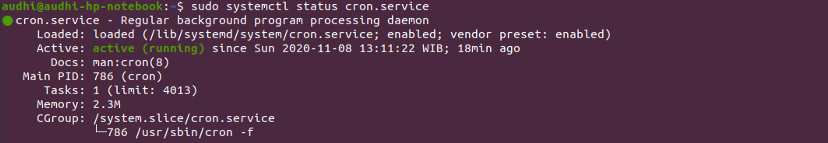 audhi@audhi-hp-notebook:~$ sudo systemctl status cron.service
● cron.service - Regular background program processing daemon
Loaded: loaded (/lib/systemd/system/cron.service; enabled; vendor preset: enabled)
Active: active (running) since Sun 2020-11-08 13:11:22 WIB; 18min ago
Docs: man:cron(8)
Main PID: 786 (cron)
Tasks: 1 (limit: 4013)
Memory: 2.3M
CGroup: /system.slice/cron.service
└─786 /usr/sbin/cron -f